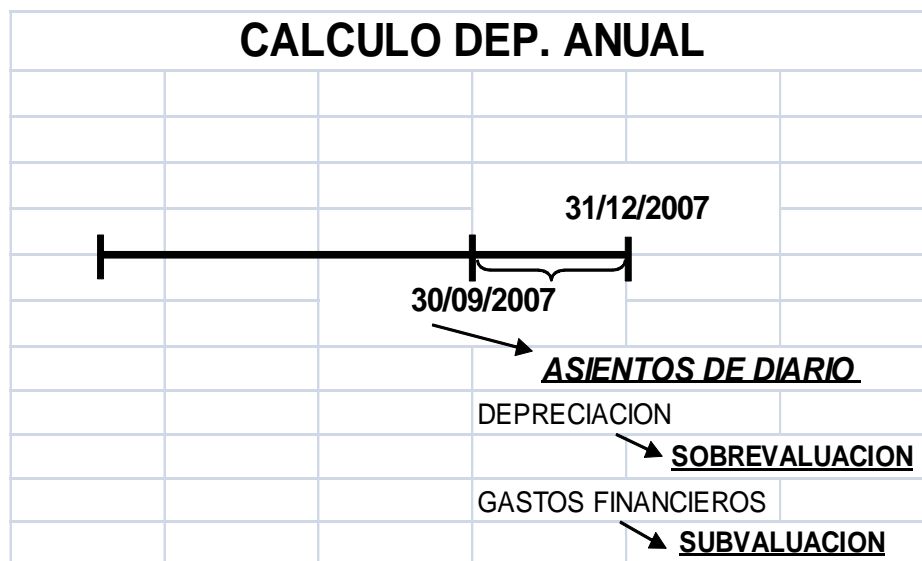 CALCULO DEP. ANUAL
31/12/2007
30/09/2007
ASIENTOS DE DIARIO
DEPRECIACION
SOBREVALUACION
GASTOS FINANCIEROS
SUBVALUACION